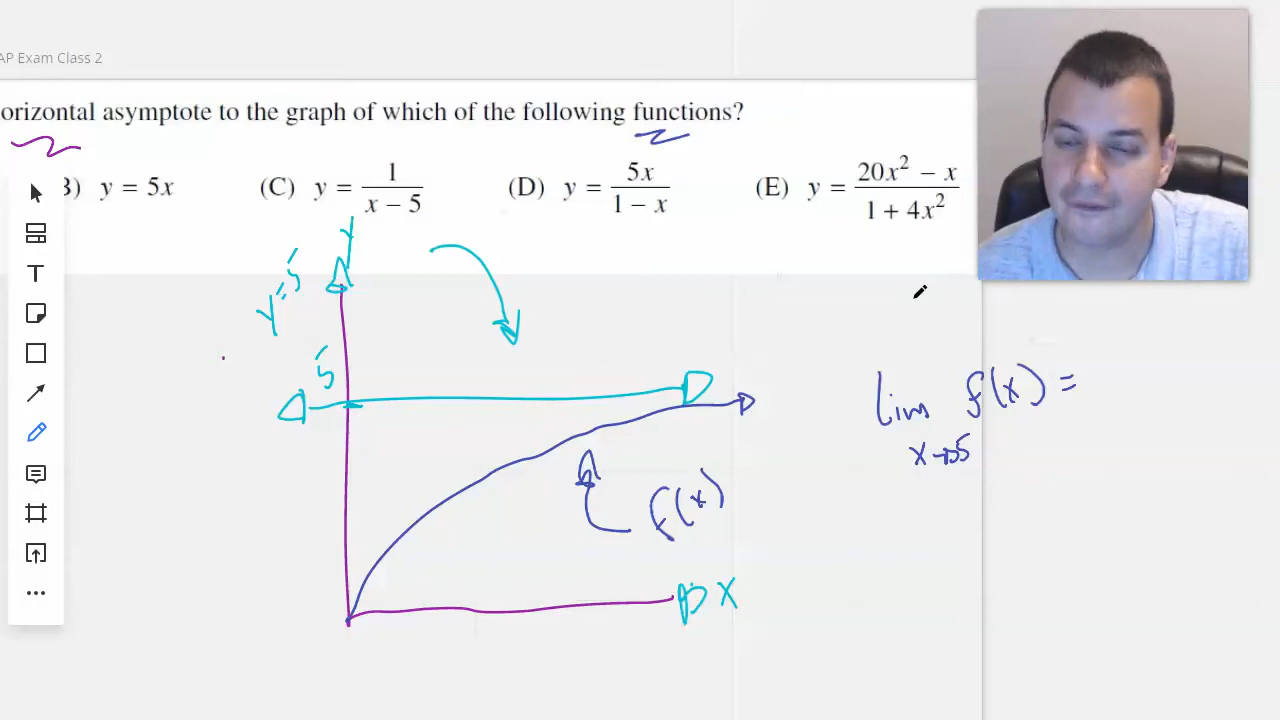 AP Exam Class 2
orizontal asymptote to the graph of which of the following functions?
B) y = 5x (C) y = 1/(x − 5) (D) y = 5x/(1 − x) (E) y = (20x² − x)/(1 + 4x²)
y
y=5
5
lim f(x) =
x→5
f(x)
x
T